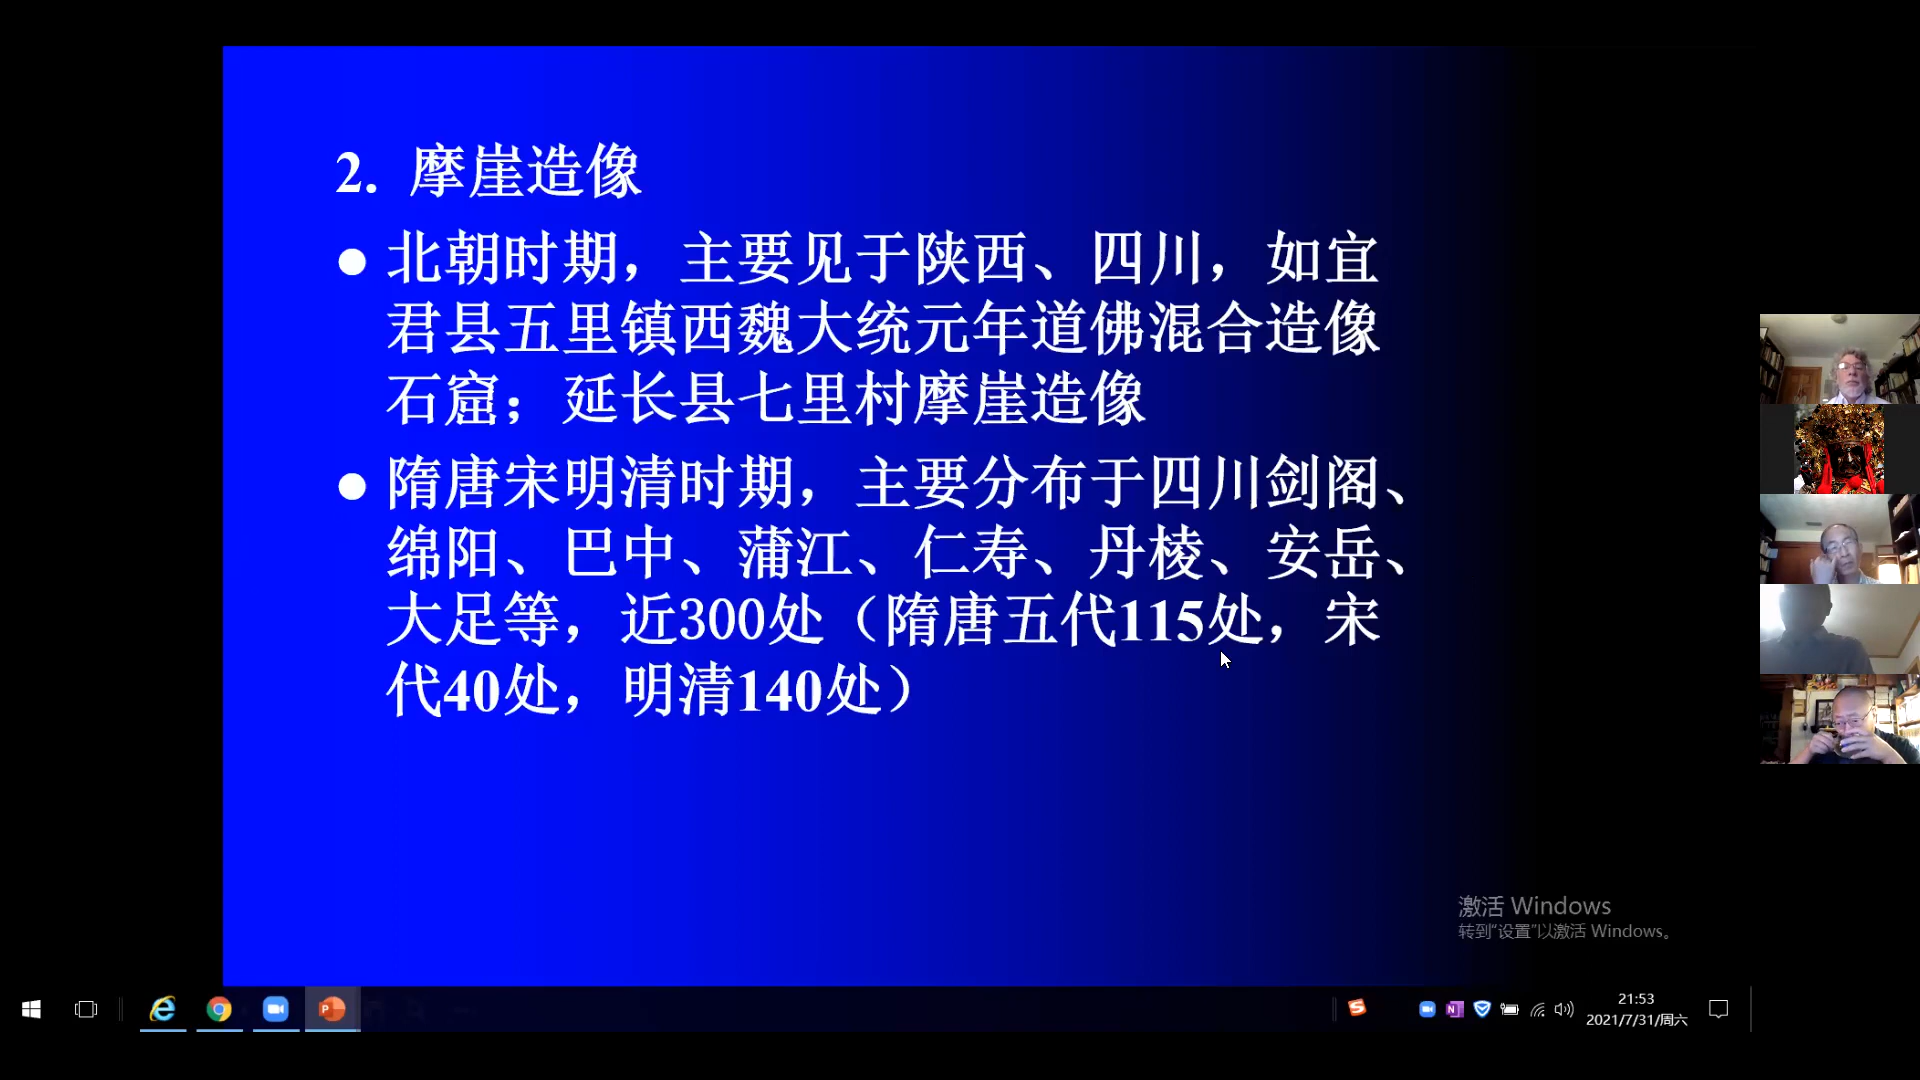 2. 摩崖造像
● 北朝时期，主要见于陕西、四川，如宜
君县五里镇西魏大统元年道佛混合造像
石窟；延长县七里村摩崖造像
● 隋唐宋明清时期，主要分布于四川剑阁、
绵阳、巴中、蒲江、仁寿、丹棱、安岳、
大足等，近300处（隋唐五代115处，宋
代40处，明清140处）
激活 Windows
转到“设置”以激活 Windows。
21:53
2021/7/31/周六